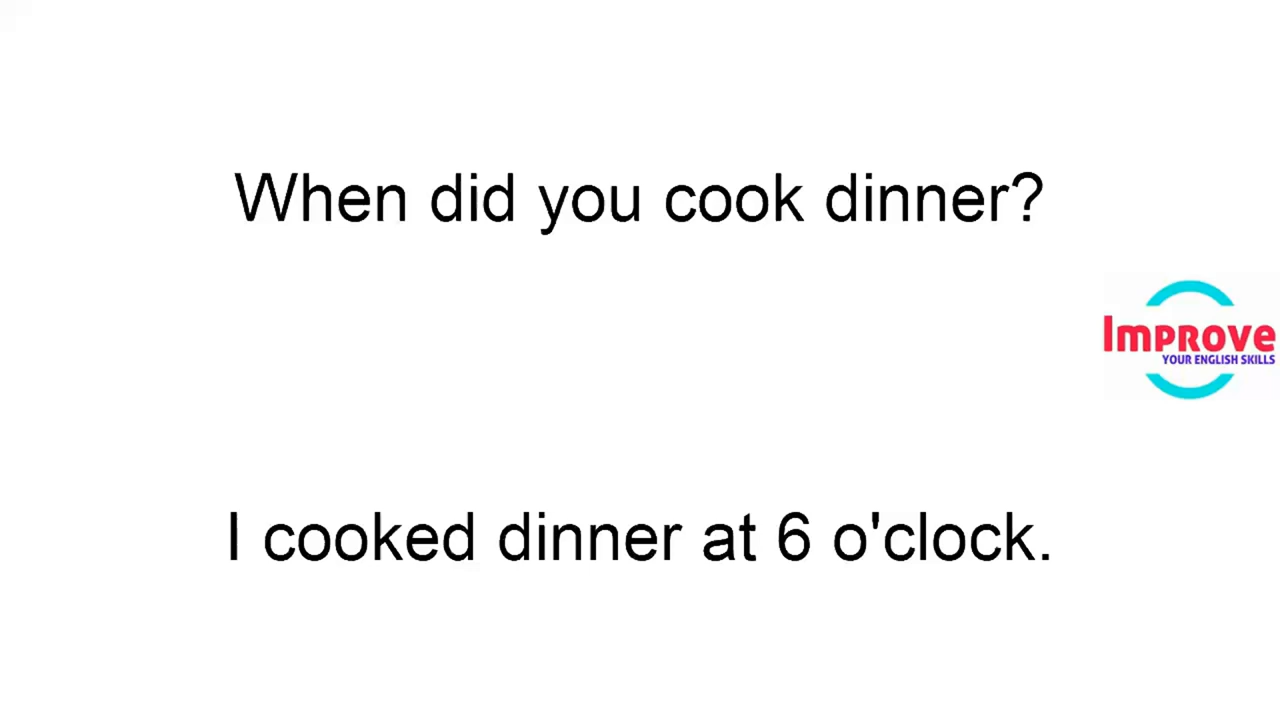 When did you cook dinner?
Improve
YOUR ENGLISH SKILLS
I cooked dinner at 6 o'clock.